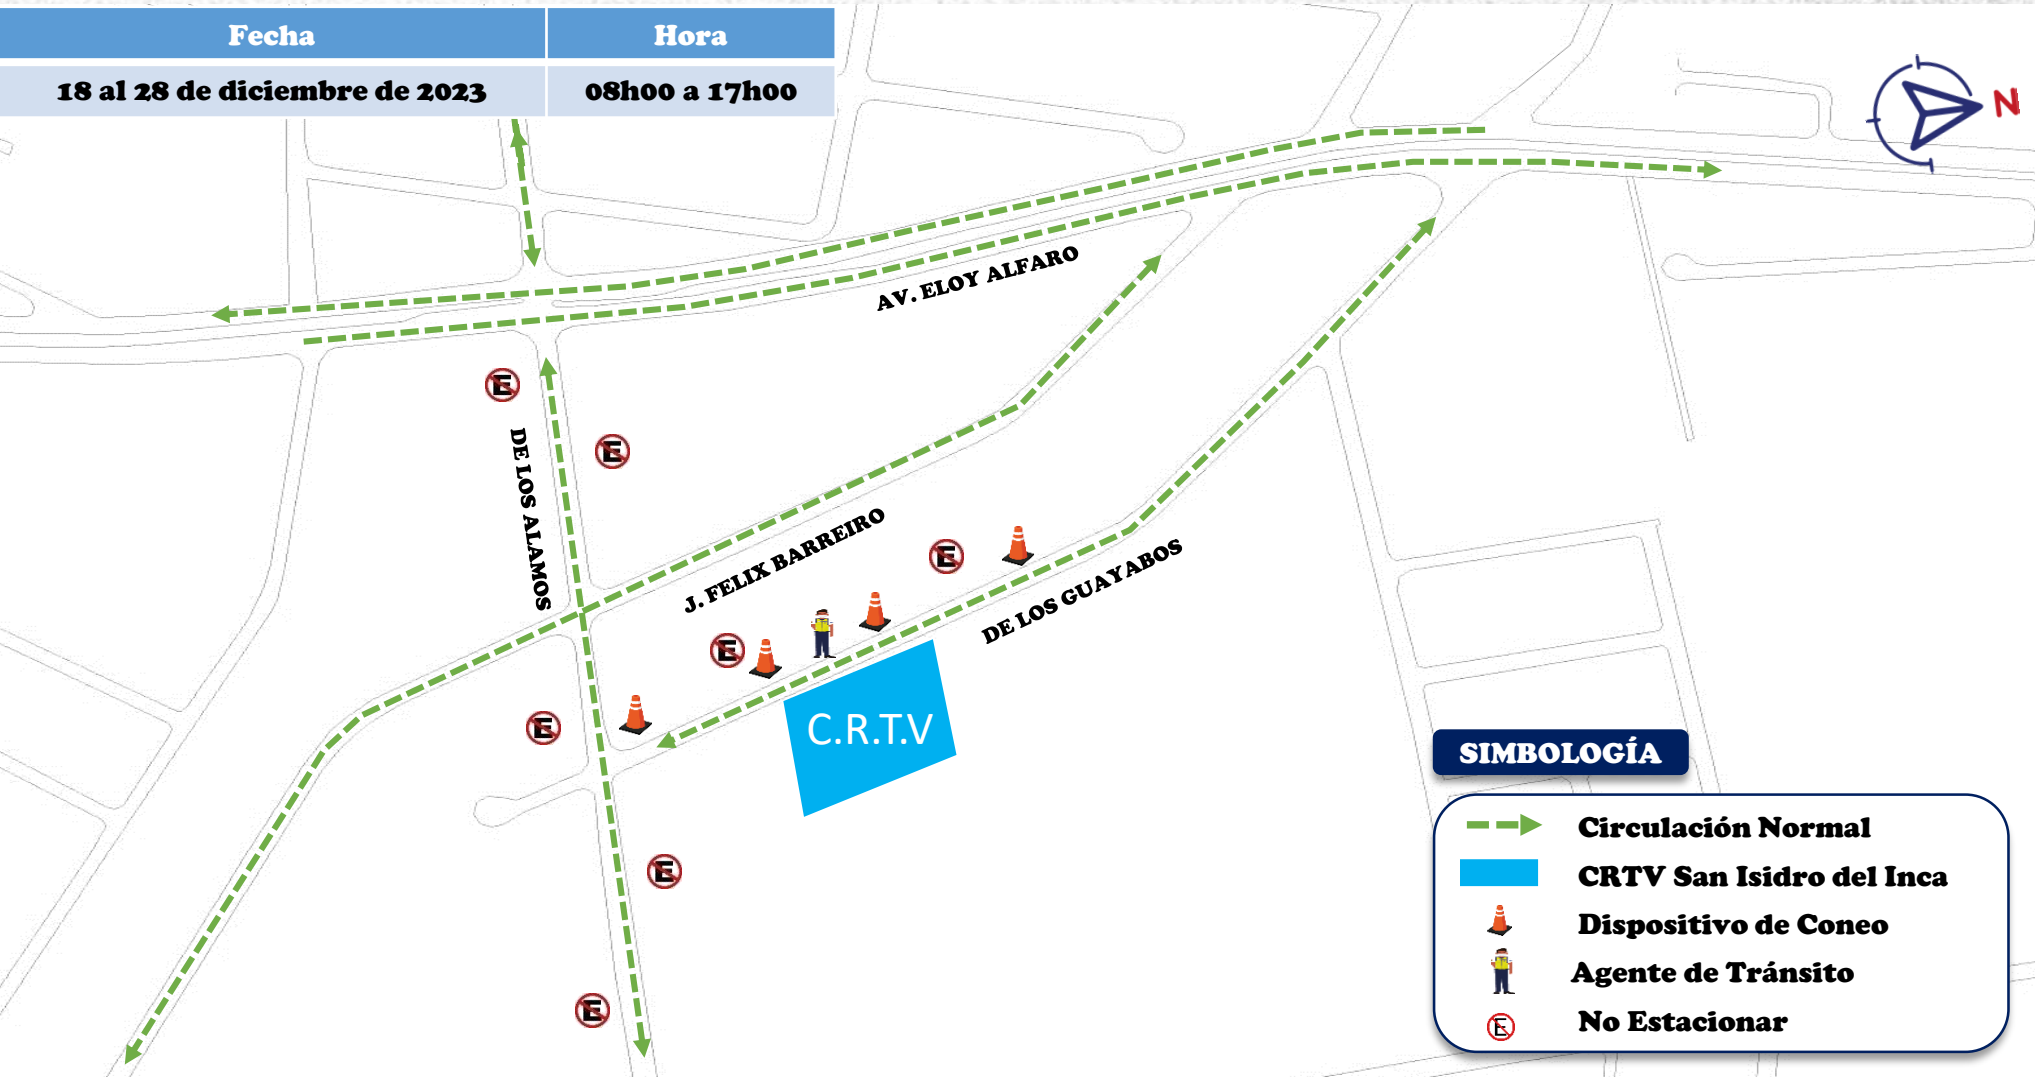 Fecha
Hora
18 al 28 de diciembre de 2023
08h00 a 17h00
N
AV. ELOY ALFARO
E
E
DE LOS ALAMOS
J. FELIX BARREIRO
E
DE LOS GUAYABOS
E
E
C.R.T.V
E
E
SIMBOLOGÍA
Circulación Normal
CRTV San Isidro del Inca
Dispositivo de Coneo
Agente de Tránsito
E
No Estacionar